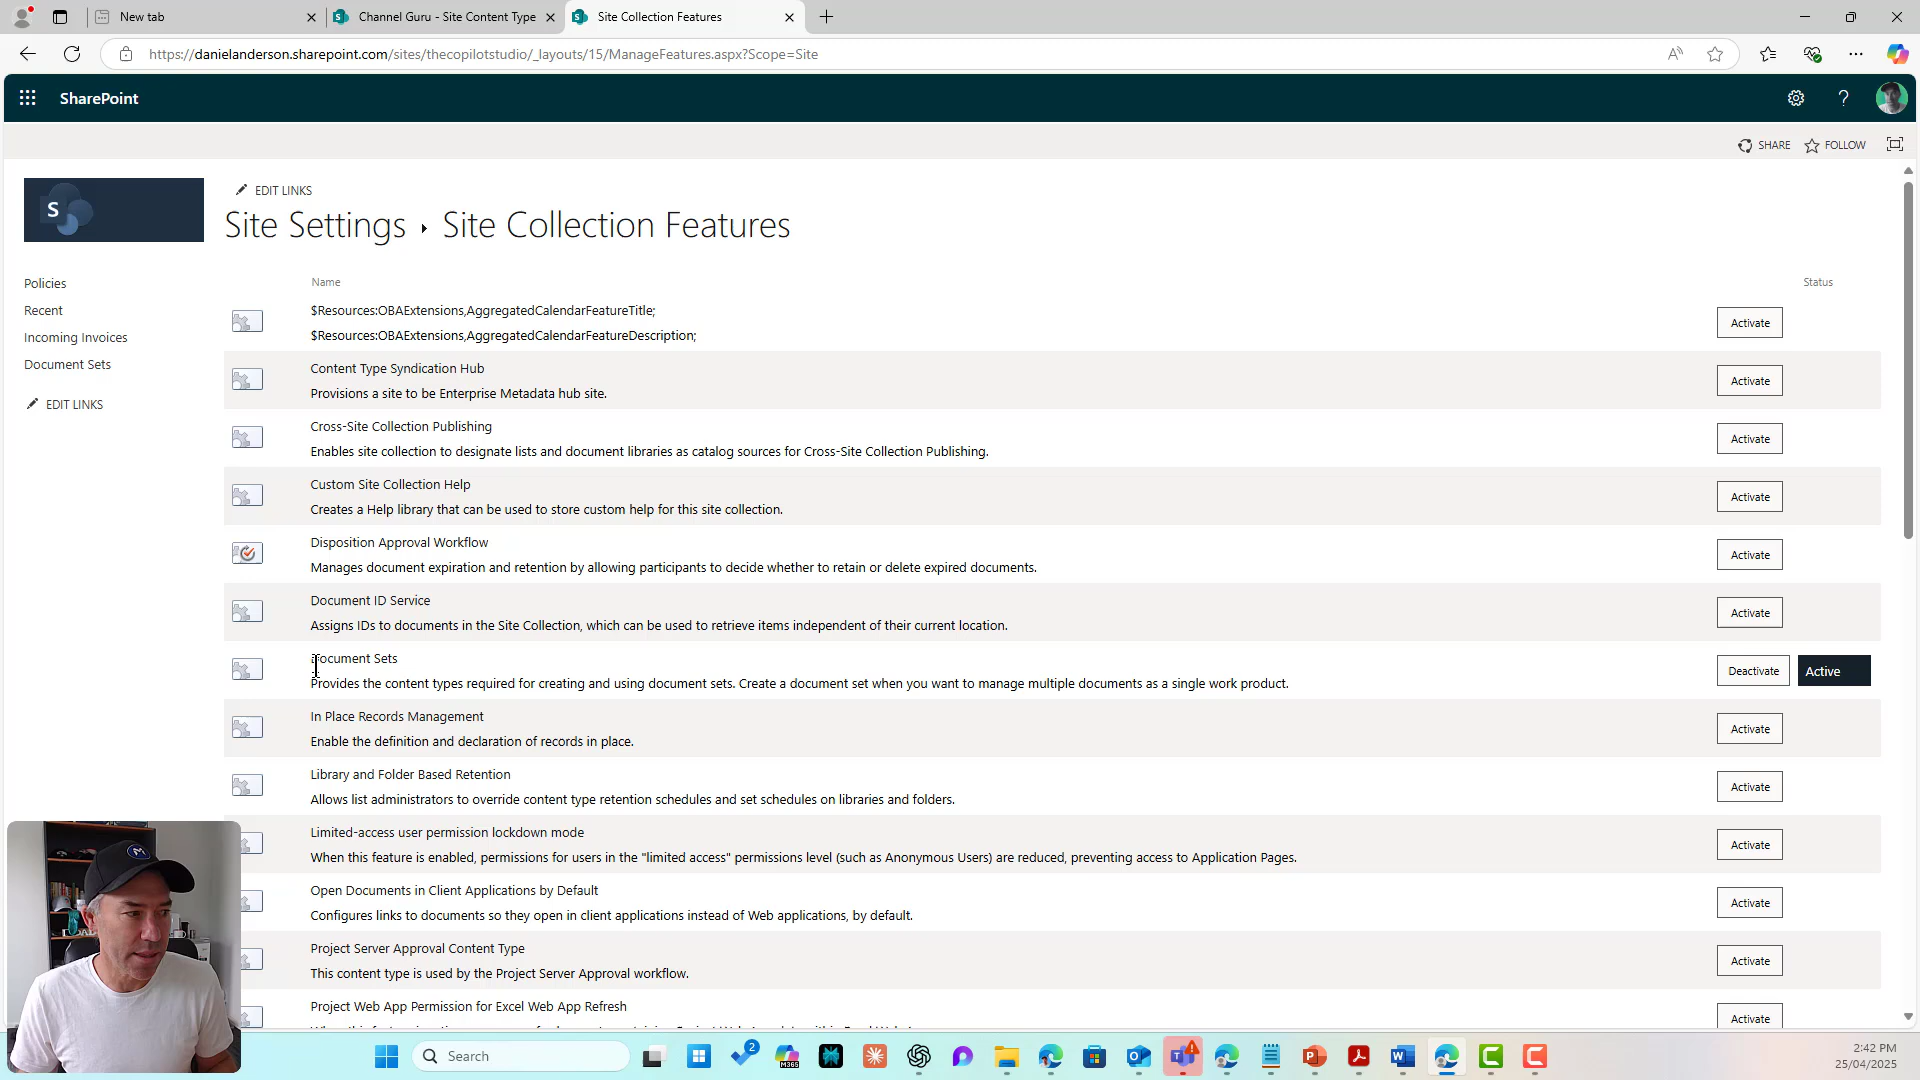 New tab
Channel Guru - Site Content Type
Site Collection Features
https://danielanderson.sharepoint.com/sites/thecopilotstudio/_layouts/15/ManageFeatures.aspx?Scope=Site
SharePoint
SHARE
FOLLOW
S
EDIT LINKS
Site Settings ▸ Site Collection Features
Policies
Recent
Incoming Invoices
Document Sets
EDIT LINKS
Name
Status
$Resources:OBAExtensions,AggregatedCalendarFeatureTitle;
$Resources:OBAExtensions,AggregatedCalendarFeatureDescription;
Activate
Content Type Syndication Hub
Provisions a site to be Enterprise Metadata hub site.
Activate
Cross-Site Collection Publishing
Enables site collection to designate lists and document libraries as catalog sources for Cross-Site Collection Publishing.
Activate
Custom Site Collection Help
Creates a Help library that can be used to store custom help for this site collection.
Activate
Disposition Approval Workflow
Manages document expiration and retention by allowing participants to decide whether to retain or delete expired documents.
Activate
Document ID Service
Assigns IDs to documents in the Site Collection, which can be used to retrieve items independent of their current location.
Activate
Document Sets
Provides the content types required for creating and using document sets. Create a document set when you want to manage multiple documents as a single work product.
Deactivate
Active
In Place Records Management
Enable the definition and declaration of records in place.
Activate
Library and Folder Based Retention
Allows list administrators to override content type retention schedules and set schedules on libraries and folders.
Activate
Limited-access user permission lockdown mode
When this feature is enabled, permissions for users in the "limited access" permissions level (such as Anonymous Users) are reduced, preventing access to Application Pages.
Activate
Open Documents in Client Applications by Default
Configures links to documents so they open in client applications instead of Web applications, by default.
Activate
Project Server Approval Content Type
This content type is used by the Project Server Approval workflow.
Activate
Project Web App Permission for Excel Web App Refresh
Activate
Search
2
M365
2:42 PM
25/04/2025